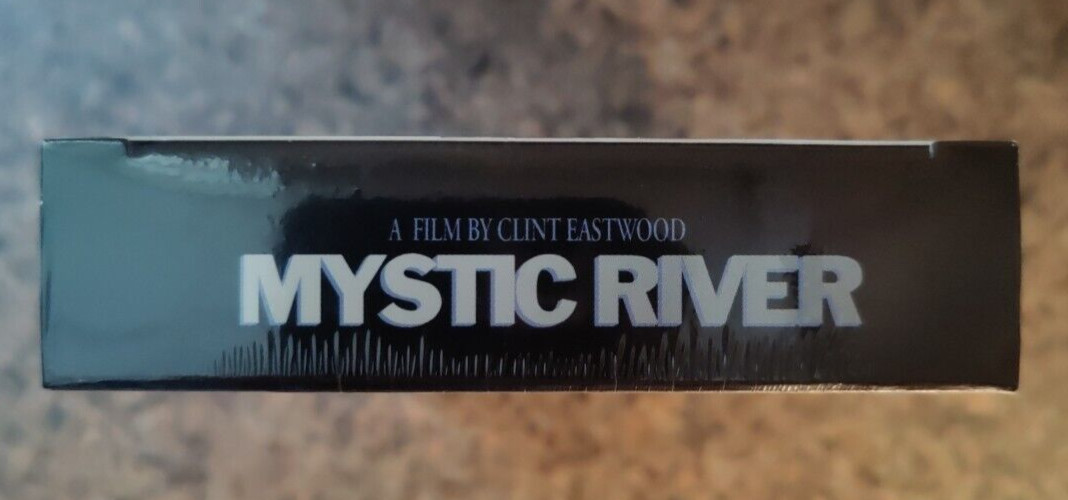 A FILM BY CLINT EASTWOOD
MYSTIC RIVER